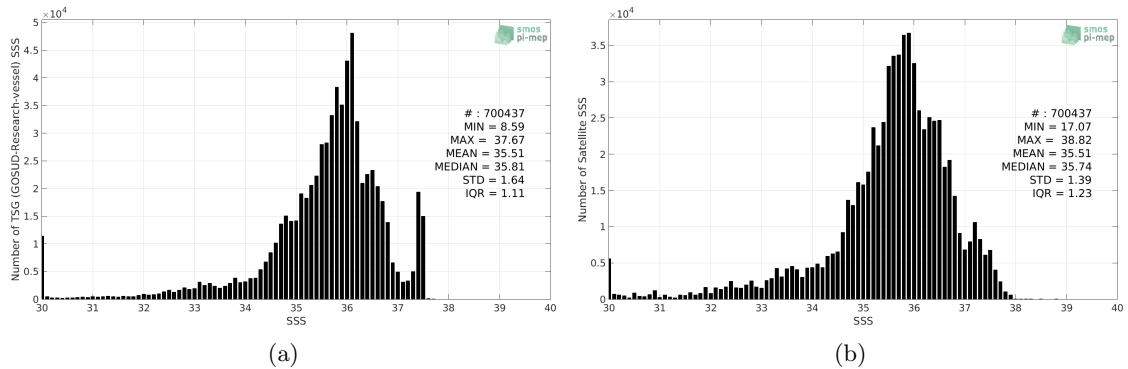 ×10⁴
5
4.5
4
3.5
3
2.5
2
1.5
1
0.5
0
Number of TSG (GOSUD-Research-vessel) SSS
smos
pi-mep
# : 700437
MIN = 8.59
MAX = 37.67
MEAN = 35.51
MEDIAN = 35.81
STD = 1.64
IQR = 1.11
30 31 32 33 34 35 36 37 38 39 40
SSS
(a)
×10⁴
3.5
3
2.5
2
1.5
1
0.5
0
Number of Satellite SSS
smos
pi-mep
# : 700437
MIN = 17.07
MAX = 38.82
MEAN = 35.51
MEDIAN = 35.74
STD = 1.39
IQR = 1.23
30 31 32 33 34 35 36 37 38 39 40
SSS
(b)